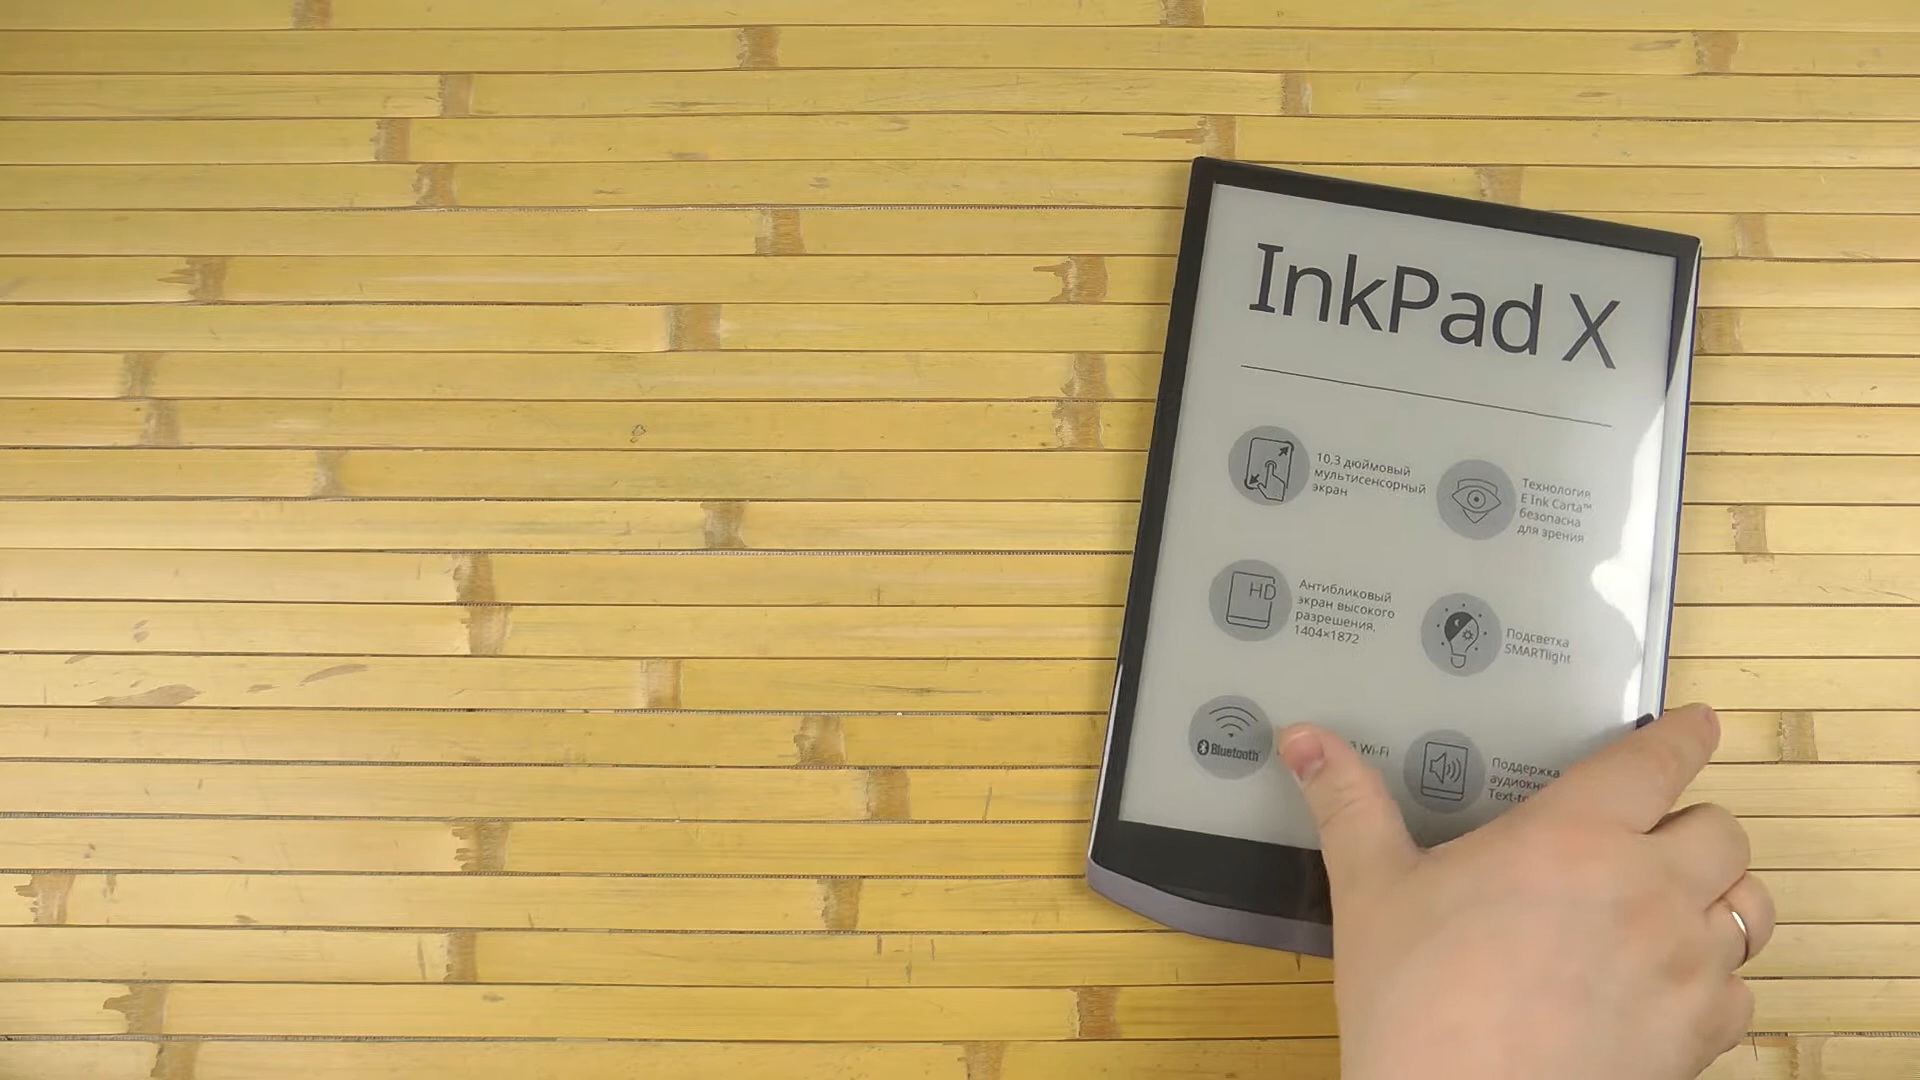 InkPad X
10,3 дюймовый
мультисенсорный
экран
Технология
E Ink Carta™
безопасна
для зрения
HD
Антибликовый
экран высокого
разрешения,
1404×1872
Подсветка
SMARTlight
Bluetooth
Wi-Fi
Поддержка